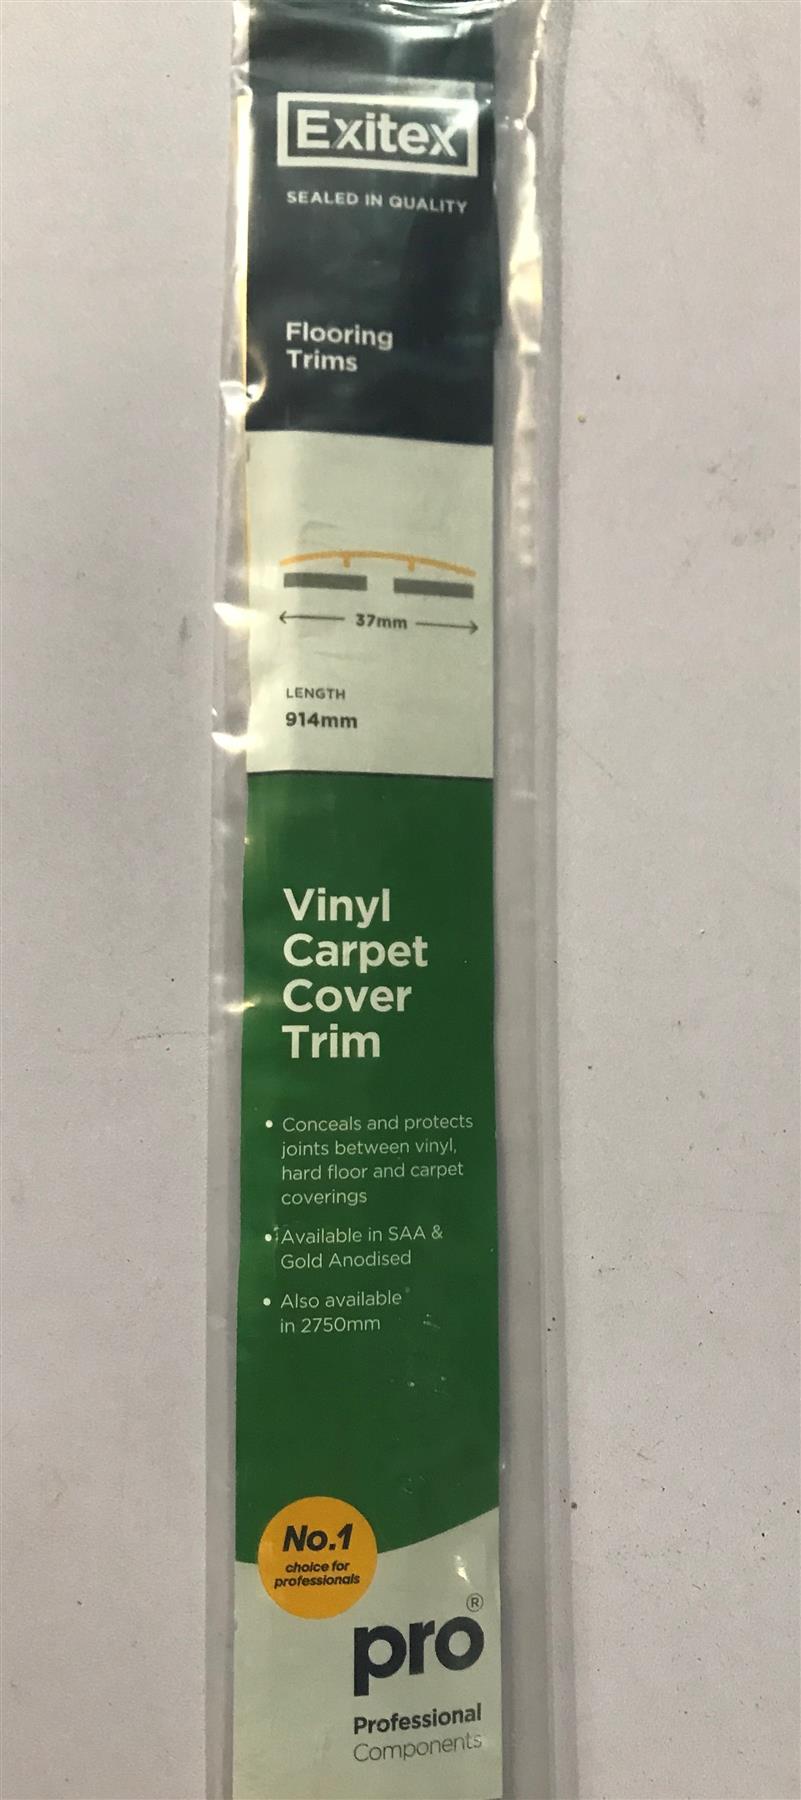 Exitex
SEALED IN QUALITY
Flooring
Trims
37mm
LENGTH
914mm
Vinyl
Carpet
Cover
Trim
• Conceals and protects
joints between vinyl,
hard floor and carpet
coverings
• Available in SAA &
Gold Anodised
• Also available
in 2750mm
No.1
choice for
professionals
pro®
Professional
Components